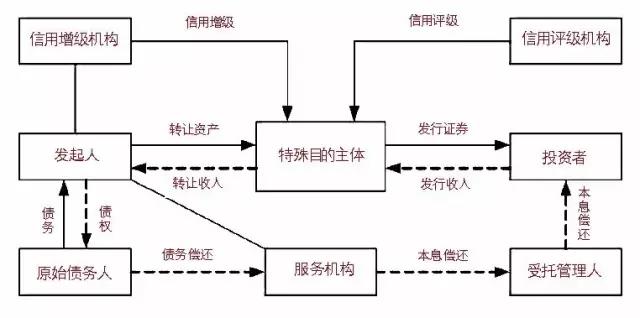 信用增级机构
信用增级
信用评级
信用评级机构
发起人
转让资产
特殊目的主体
发行证券
投资者
转让收人
发行收人
债务
债权
本息偿还
原始债务人
债务偿还
服务机构
本息偿还
受托管理人